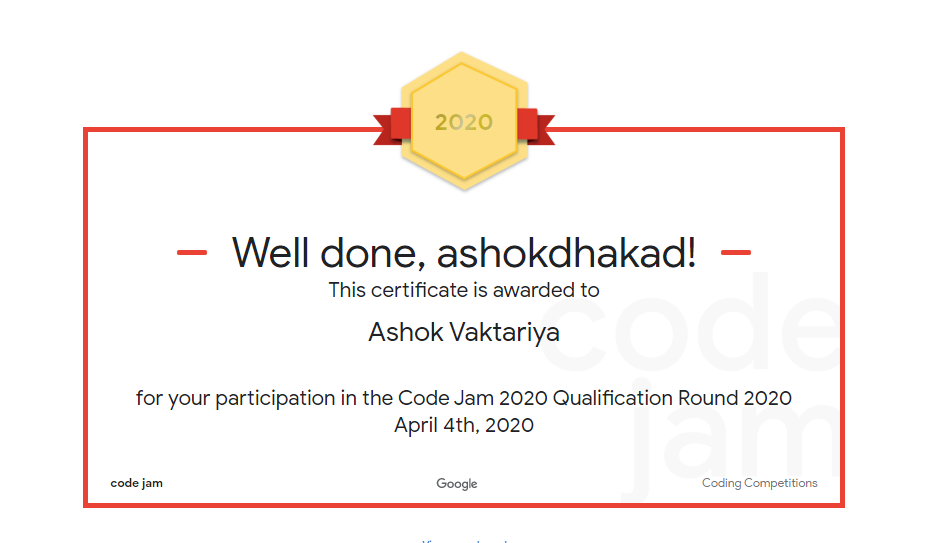 2020
Well done, ashokdhakad!
This certificate is awarded to
Ashok Vaktariya
for your participation in the Code Jam 2020 Qualification Round 2020
April 4th, 2020
code jam
code jam Google Coding Competitions